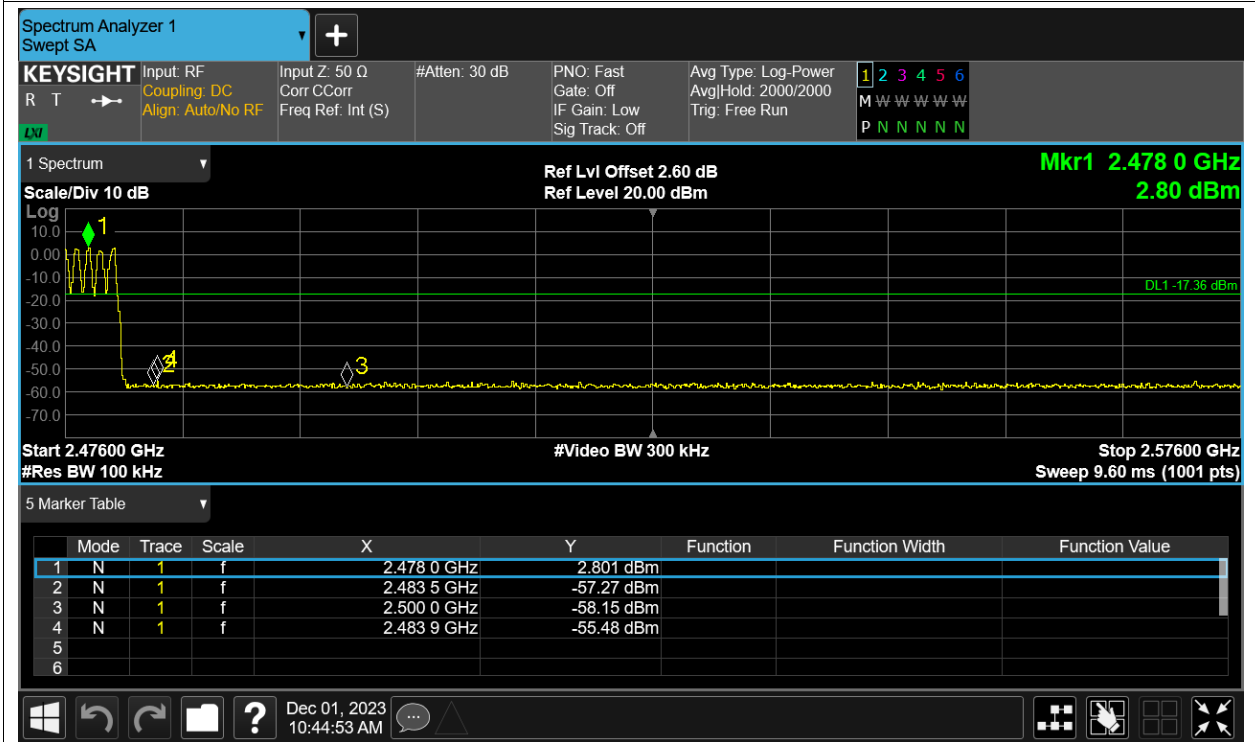 Spectrum Analyzer 1
Swept SA
+
KEYSIGHT
R T
LXI
Input: RF
Coupling: DC
Align: Auto/No RF
Input Z: 50 Ω
Corr CCorr
Freq Ref: Int (S)
#Atten: 30 dB
PNO: Fast
Gate: Off
IF Gain: Low
Sig Track: Off
Avg Type: Log-Power
Avg|Hold: 2000/2000
Trig: Free Run
1 2 3 4 5 6
M W W W W W
P N N N N N
1 Spectrum
Scale/Div 10 dB
Ref Lvl Offset 2.60 dB
Ref Level 20.00 dBm
Mkr1 2.478 0 GHz
2.80 dBm
Log
10.0
0.00
-10.0
-20.0
-30.0
-40.0
-50.0
-60.0
-70.0
1
4
3
DL1 -17.36 dBm
Start 2.47600 GHz
#Res BW 100 kHz
#Video BW 300 kHz
Stop 2.57600 GHz
Sweep 9.60 ms (1001 pts)
5 Marker Table
Mode Trace Scale X Y Function Function Width Function Value
1 N 1 f 2.478 0 GHz 2.801 dBm
2 N 1 f 2.483 5 GHz -57.27 dBm
3 N 1 f 2.500 0 GHz -58.15 dBm
4 N 1 f 2.483 9 GHz -55.48 dBm
5
6
?
Dec 01, 2023
10:44:53 AM